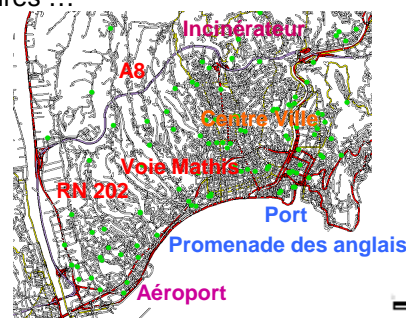 Incinérateur
A8
Centre Ville
Voie Mathis
RN 202
Port
Promenade des anglais
Aéroport